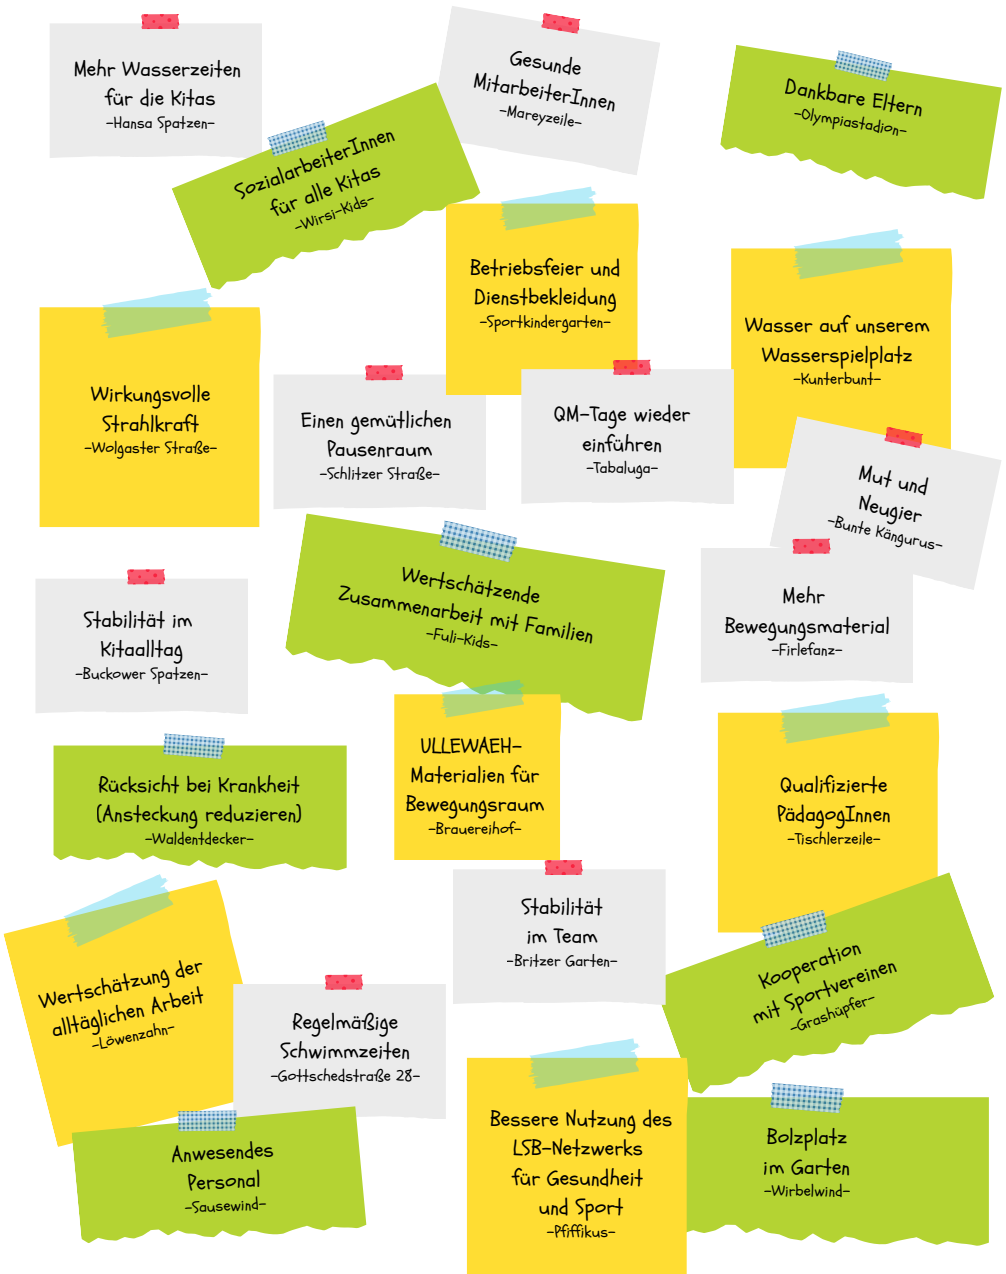 Mehr Wasserzeiten
für die Kitas
-Hansa Spatzen-
Gesunde
MitarbeiterInnen
-Mareyzeile-
Dankbare Eltern
-Olympiastadion-
SozialarbeiterInnen
für alle Kitas
-Wirsi-Kids-
Betriebsfeier und
Dienstbekleidung
-Sportkindergarten-
Wasser auf unserem
Wasserspielplatz
-Kunterbunt-
Wirkungsvolle
Strahlkraft
-Wolgaster Straße-
Einen gemütlichen
Pausenraum
-Schlitzer Straße-
QM-Tage wieder
einführen
-Tabaluga-
Mut und
Neugier
-Bunte Kängurus-
Wertschätzende
Zusammenarbeit mit Familien
-Fuli-Kids-
Mehr
Bewegungsmaterial
-Firlefanz-
Stabilität im
Kitaalltag
-Buckower Spatzen-
Rücksicht bei Krankheit
(Ansteckung reduzieren)
-Waldentdecker-
ULLEWAEH-
Materialien für
Bewegungsraum
-Brauereihof-
Qualifizierte
PädagogInnen
-Tischlerzeile-
Stabilität
im Team
-Britzer Garten-
Kooperation
mit Sportvereinen
-Grashüpfer-
Wertschätzung der
alltäglichen Arbeit
-Löwenzahn-
Regelmäßige
Schwimmzeiten
-Gottschedstraße 28-
Anwesendes
Personal
-Sausewind-
Bessere Nutzung des
LSB-Netzwerks
für Gesundheit
und Sport
-Pfiffikus-
Bolzplatz
im Garten
-Wirbelwind-